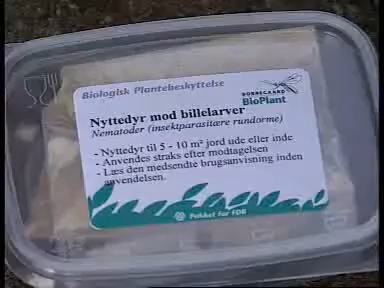 Biologisk Plantebeskyttelse
BORREGAARD
BioPlant
Nyttedyr mod billelarver
Nematoder (insektparasitære rundorme)
- Nyttedyr til 5 - 10 m² jord ude eller inde
- Anvendes straks efter modtagelsen
- Læs den medsendte brugsanvisning inden
anvendelsen.
Pakket for FDB